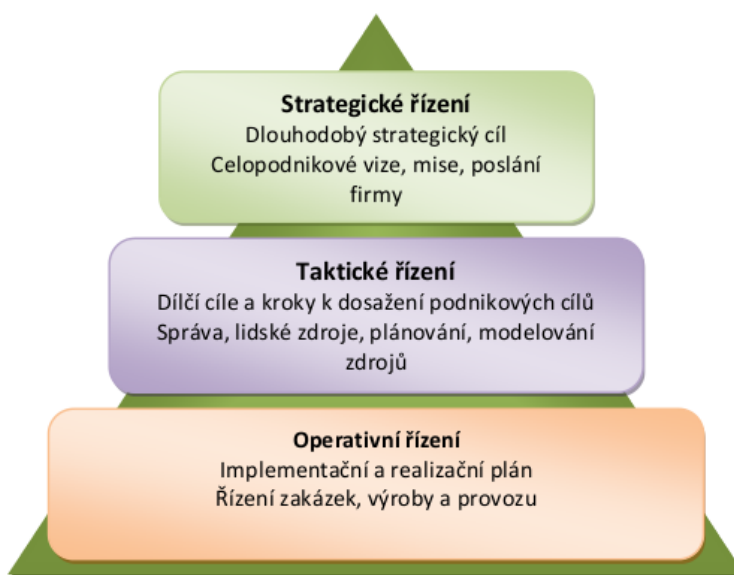 Strategické řízení
Dlouhodobý strategický cíl
Celopodnikové vize, mise, poslání
firmy
Taktické řízení
Dílčí cíle a kroky k dosažení podnikových cílů
Správa, lidské zdroje, plánování, modelování
zdrojů
Operativní řízení
Implementační a realizační plán
Řízení zakázek, výroby a provozu